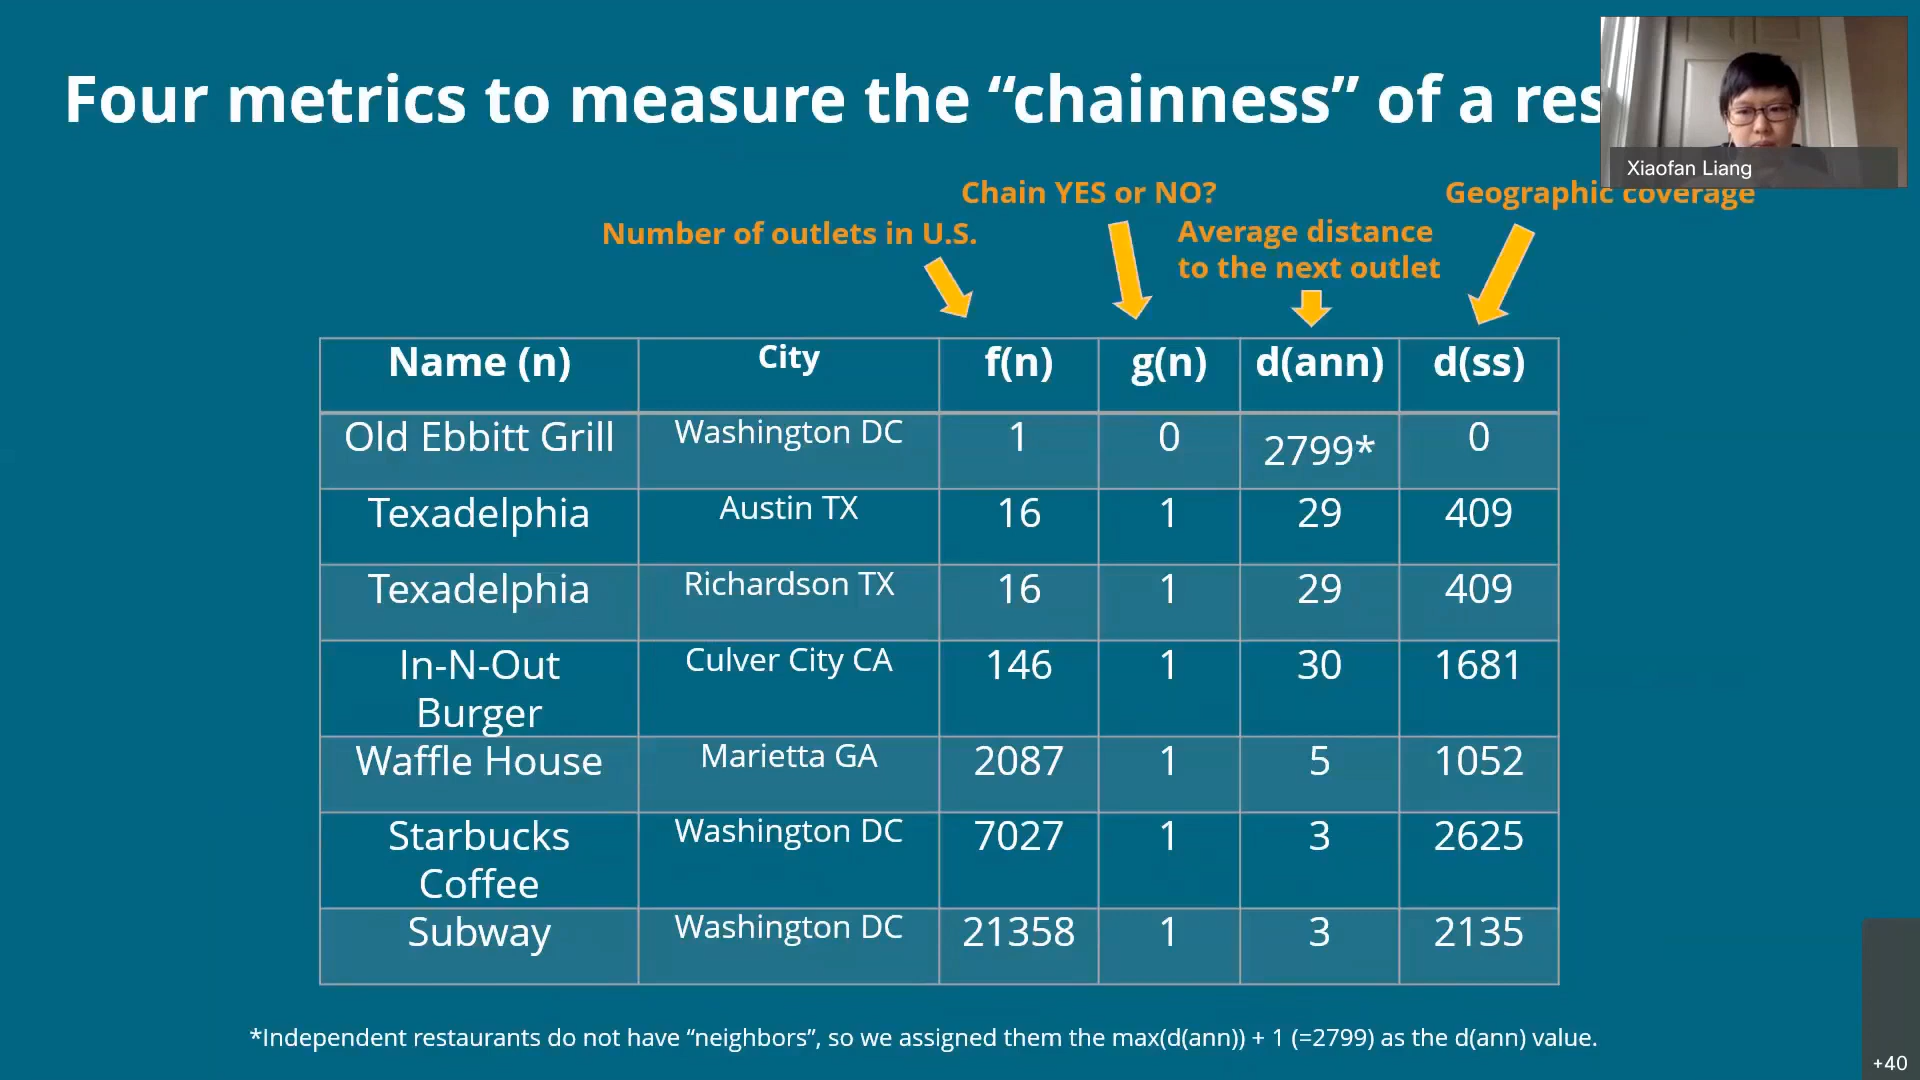 Four metrics to measure the “chainness” of a res
Xiaofan Liang
Chain YES or NO?
Geographic coverage
Number of outlets in U.S.
Average distance
to the next outlet
Name (n) City f(n) g(n) d(ann) d(ss)
Old Ebbitt Grill Washington DC 1 0 2799* 0
Texadelphia Austin TX 16 1 29 409
Texadelphia Richardson TX 16 1 29 409
In-N-Out Culver City CA 146 1 30 1681
Burger
Waffle House Marietta GA 2087 1 5 1052
Starbucks Washington DC 7027 1 3 2625
Coffee
Subway Washington DC 21358 1 3 2135
*Independent restaurants do not have “neighbors”, so we assigned them the max(d(ann)) + 1 (=2799) as the d(ann) value.
+40